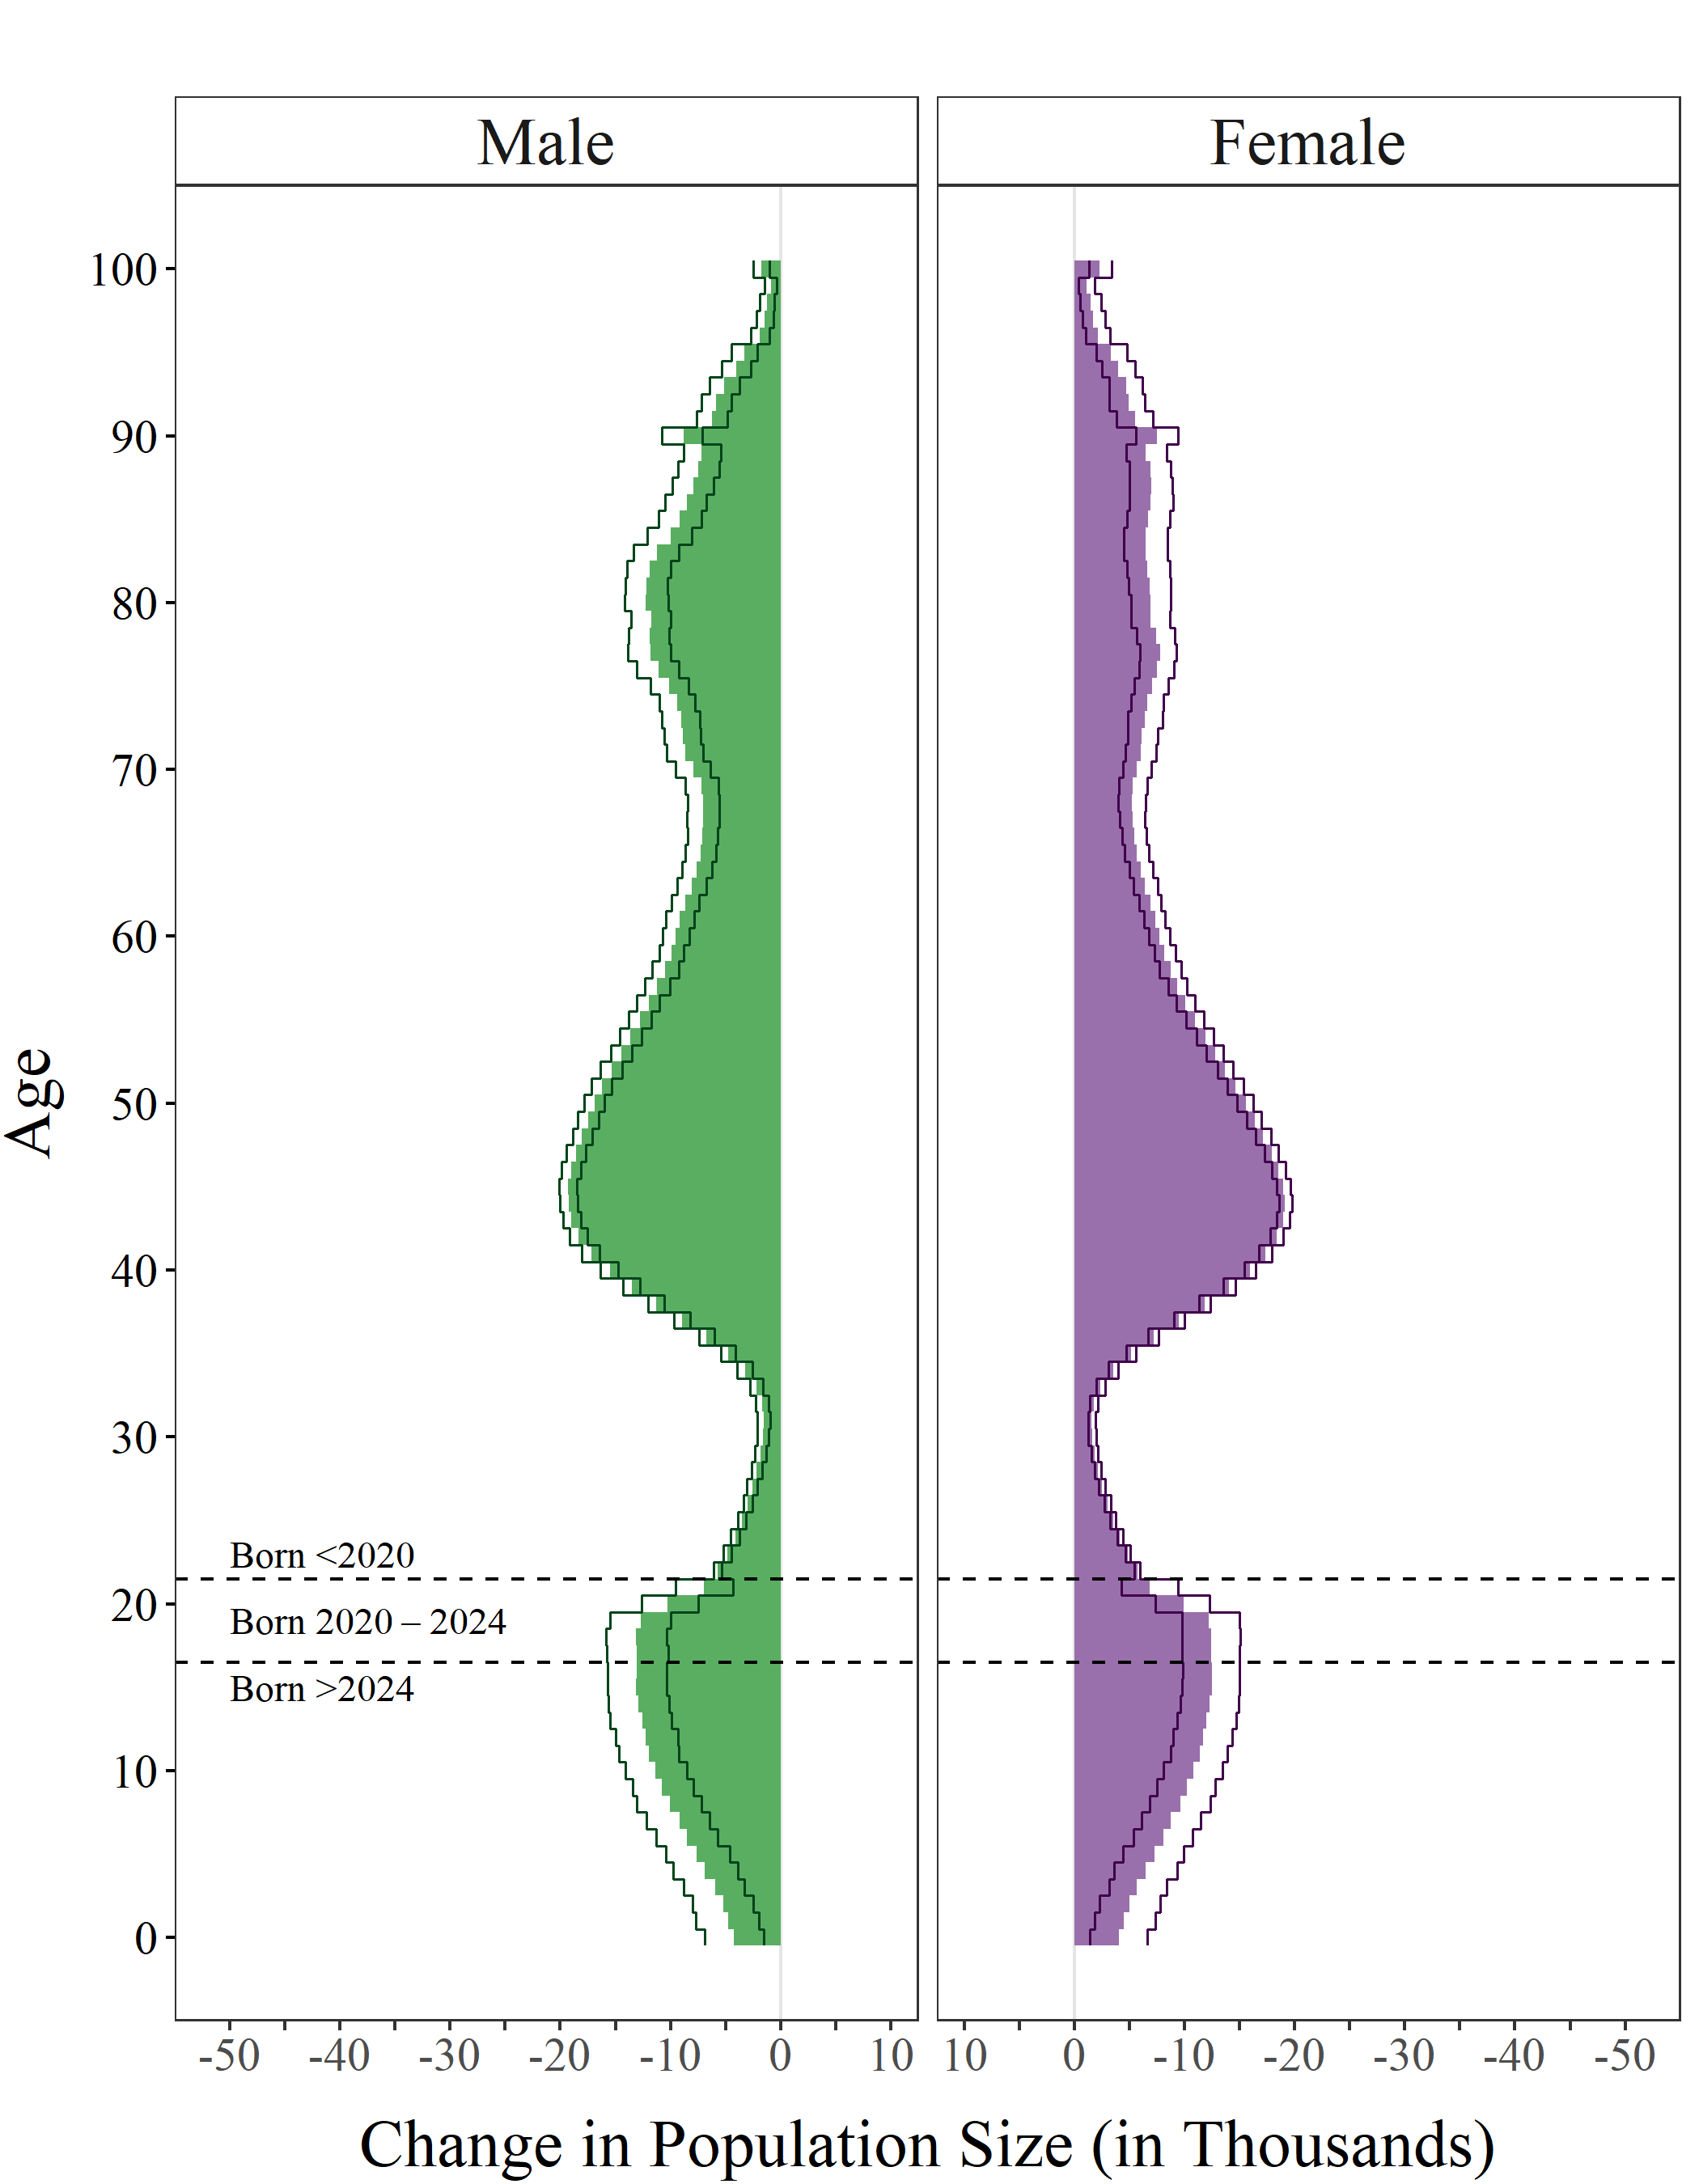 Male
Female
100
90
80
70
60
50
40
30
20
10
0
Age
Born <2020
Born 2020 – 2024
Born >2024
-50 -40 -30 -20 -10 0 10
10 0 -10 -20 -30 -40 -50
Change in Population Size (in Thousands)